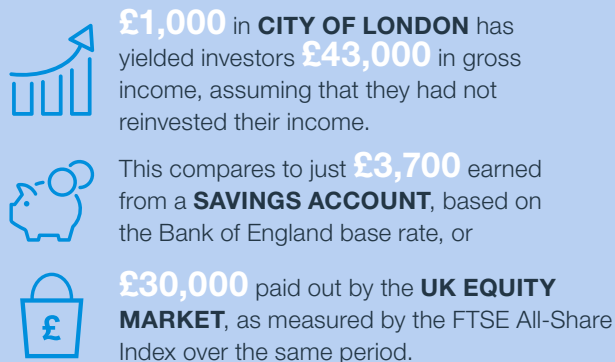 £1,000 in CITY OF LONDON has
yielded investors £43,000 in gross
income, assuming that they had not
reinvested their income.
This compares to just £3,700 earned
from a SAVINGS ACCOUNT, based on
the Bank of England base rate, or
£30,000 paid out by the UK EQUITY
MARKET, as measured by the FTSE All-Share
Index over the same period.
£